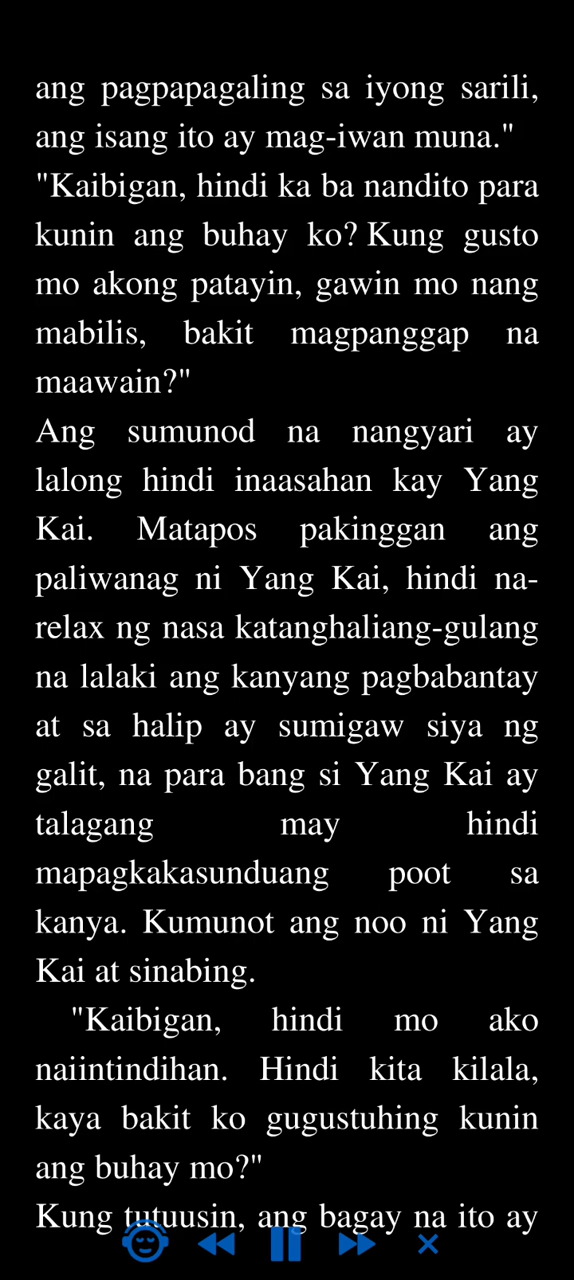 ang pagpapagaling sa iyong sarili,
ang isang ito ay mag-iwan muna."
"Kaibigan, hindi ka ba nandito para
kunin ang buhay ko? Kung gusto
mo akong patayin, gawin mo nang
mabilis, bakit magpanggap na
maawain?"
Ang sumunod na nangyari ay
lalong hindi inaasahan kay Yang
Kai. Matapos pakinggan ang
paliwanag ni Yang Kai, hindi na-
relax ng nasa katanghaliang-gulang
na lalaki ang kanyang pagbabantay
at sa halip ay sumigaw siya ng
galit, na para bang si Yang Kai ay
talagang may hindi
mapagkakasunduang poot sa
kanya. Kumunot ang noo ni Yang
Kai at sinabing.
"Kaibigan, hindi mo ako
naiintindihan. Hindi kita kilala,
kaya bakit ko gugustuhing kunin
ang buhay mo?"
Kung tutuusin, ang bagay na ito ay